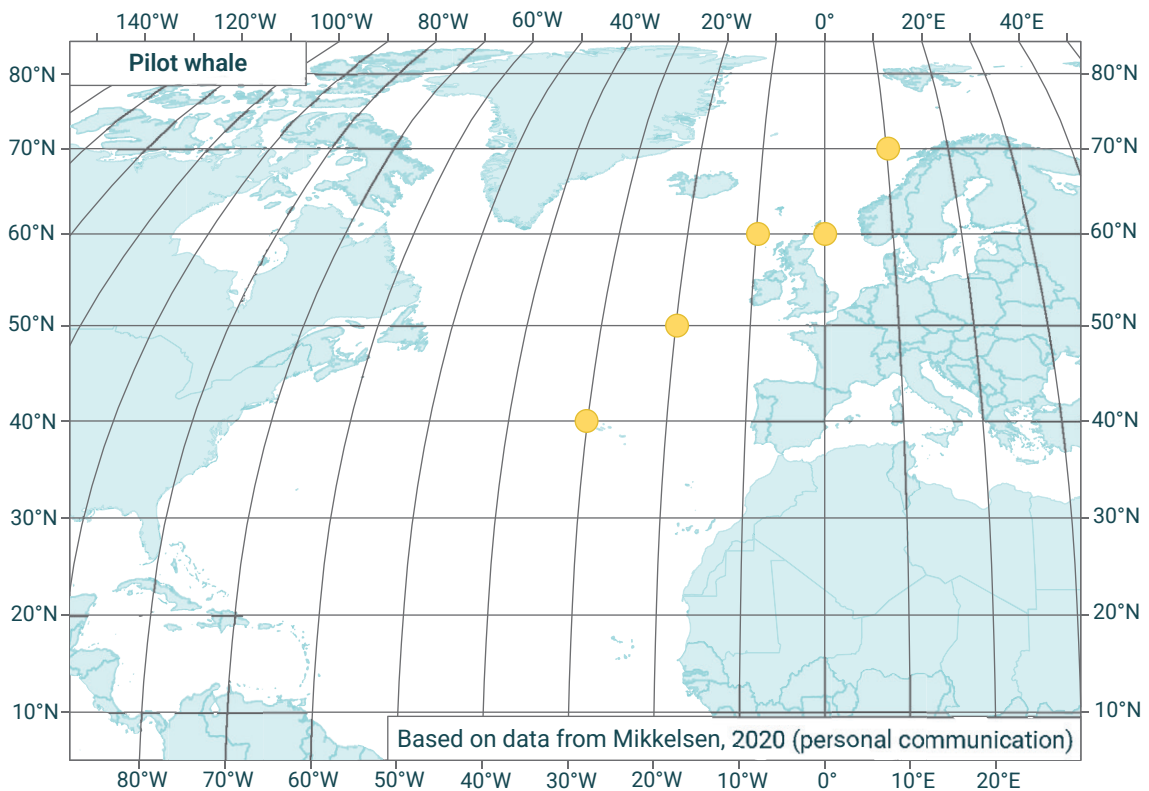 140°W 120°W 100°W 80°W 60°W 40°W 20°W 0° 20°E 40°E
Pilot whale
80°N 80°N
70°N 70°N
60°N 60°N
50°N 50°N
40°N 40°N
30°N 30°N
20°N 20°N
10°N 10°N
Based on data from Mikkelsen, 2020 (personal communication)
80°W 70°W 60°W 50°W 40°W 30°W 20°W 10°W 0° 10°E 20°E